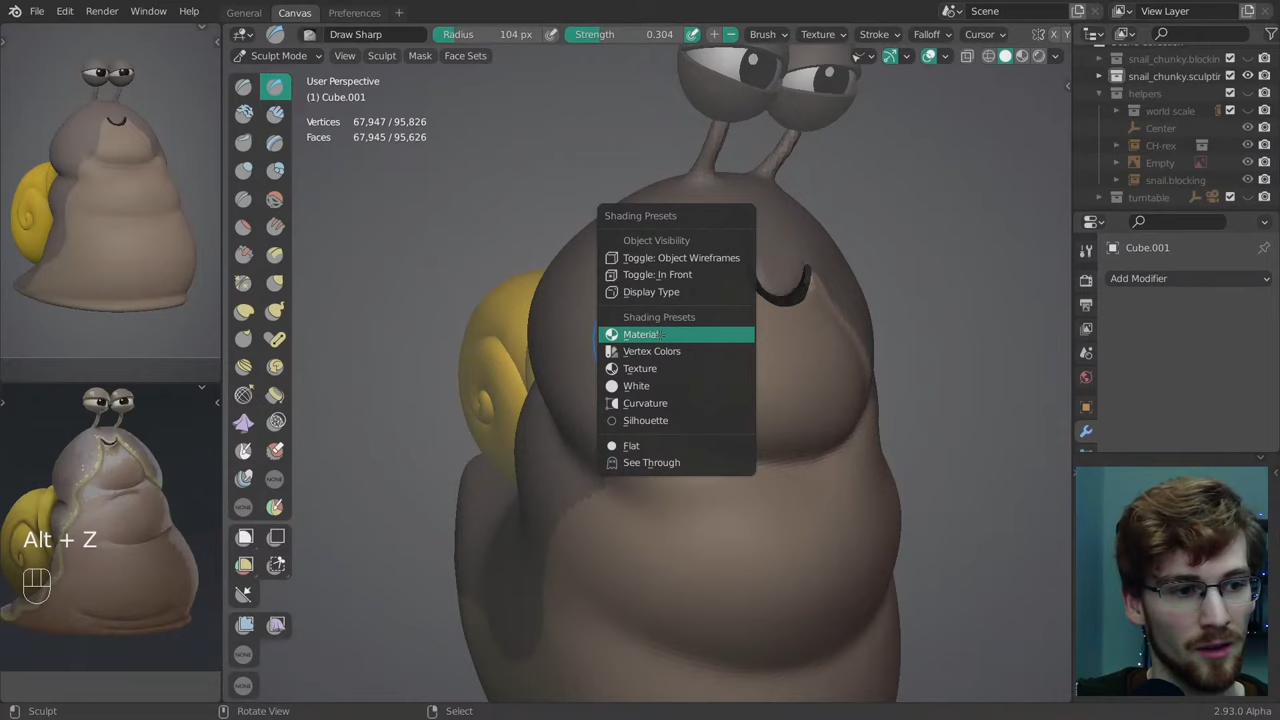 File Edit Render Window Help
General Canvas Preferences +
Scene View Layer
Draw Sharp Radius 104 px Strength 0.304 Brush Texture Stroke Falloff Cursor X Y
Sculpt Mode View Sculpt Mask Face Sets
User Perspective
(1) Cube.001
Vertices 67,947 / 95,826
Faces 67,945 / 95,626
NONE
NONE
NONE
NONE
Shading Presets
Object Visibility
Toggle: Object Wireframes
Toggle: In Front
Display Type
Shading Presets
Material
Vertex Colors
Texture
White
Curvature
Silhouette
Flat
See Through
snail_chunky.blockin
snail_chunky.sculptin
helpers
world scale
Center
CH-rex
Empty
snail.blocking
turntable
Cube.001
Add Modifier
Alt + Z
Sculpt Rotate View Select 2.93.0 Alpha